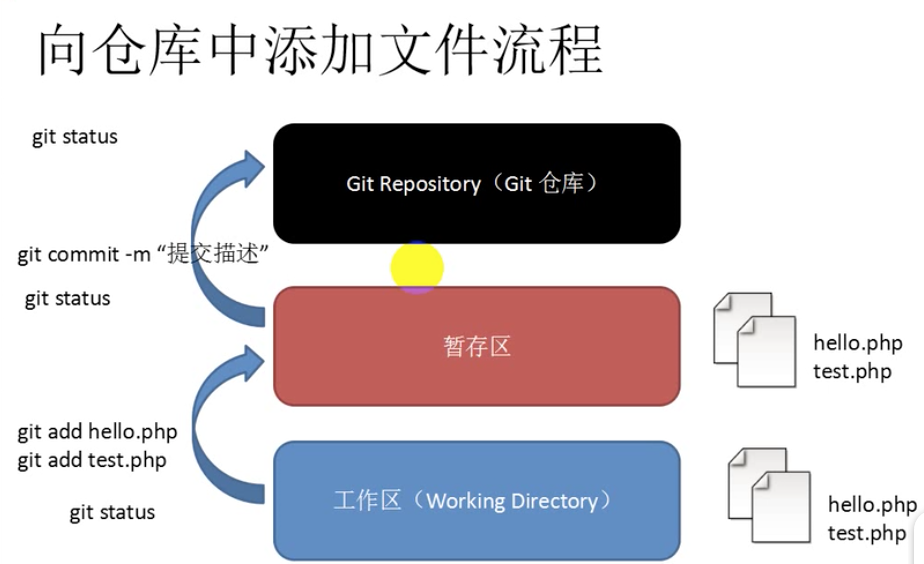 向仓库中添加文件流程
git status
Git Repository（Git 仓库）
git commit -m “提交描述”
git status
暂存区
hello.php
test.php
git add hello.php
git add test.php
工作区（Working Directory）
git status
hello.php
test.php